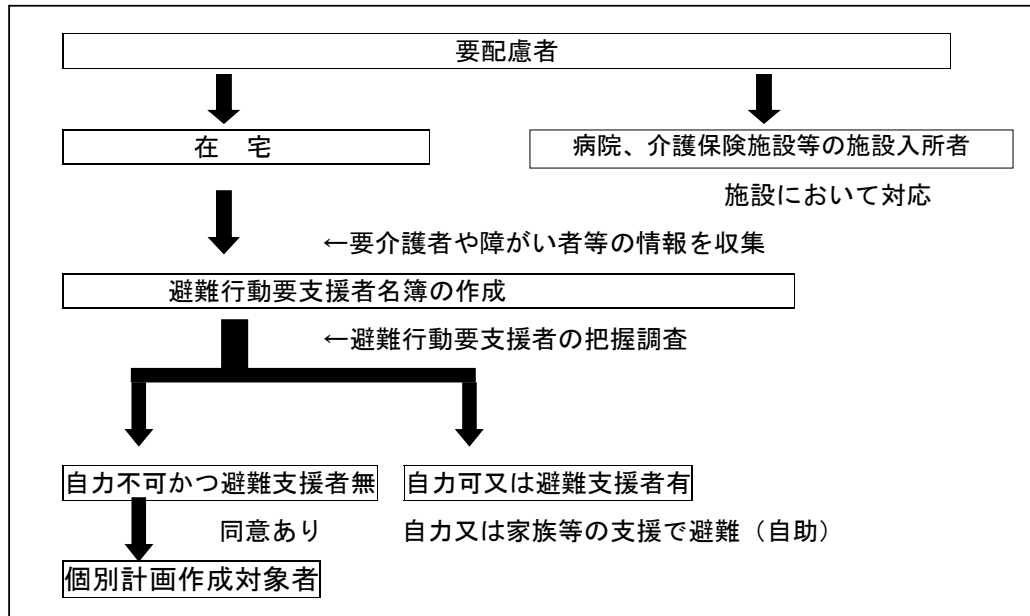 要配慮者
在　宅
病院、介護保険施設等の施設入所者
施設において対応
←要介護者や障がい者等の情報を収集
避難行動要支援者名簿の作成
←避難行動要支援者の把握調査
自力不可かつ避難支援者無
自力可又は避難支援者有
同意あり
自力又は家族等の支援で避難（自助）
個別計画作成対象者